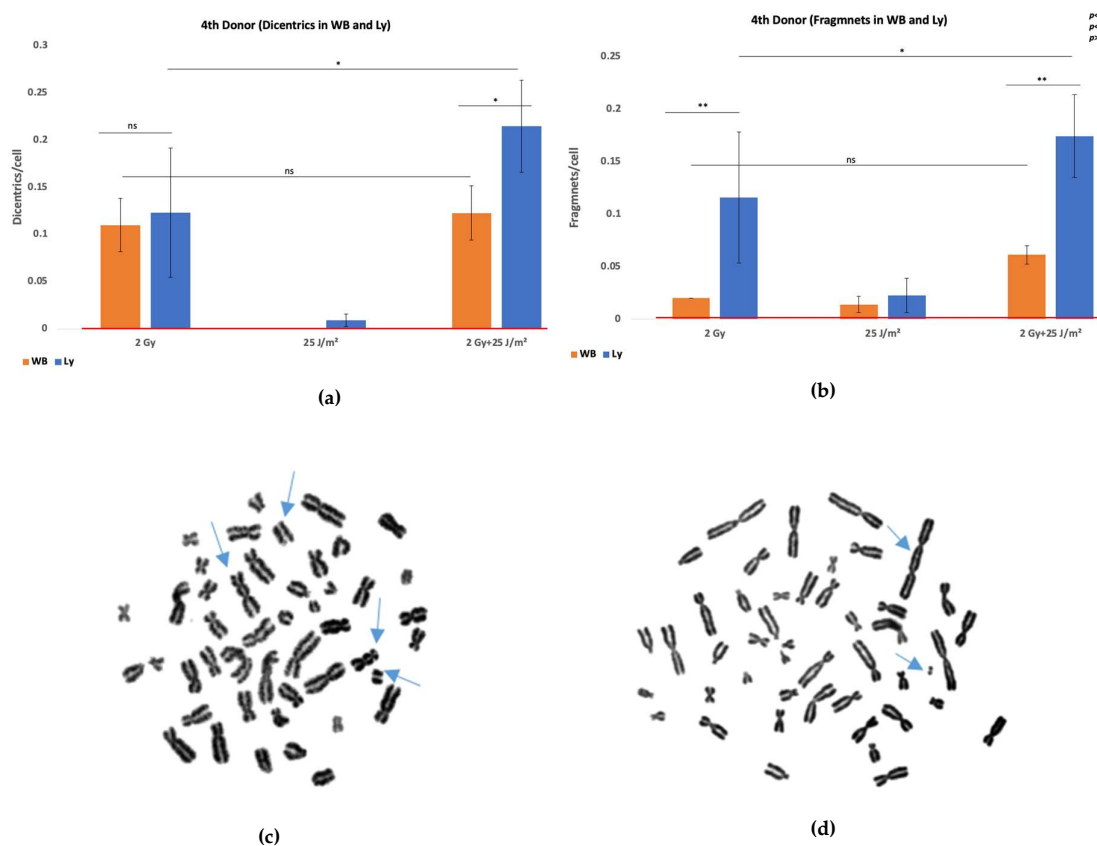 4th Donor (Dicentrics in WB and Ly)
0.3
0.25
0.2
0.15
0.1
0.05
0
Dicentrics/cell
ns
ns
*
*
2 Gy
25 J/m²
2 Gy+25 J/m²
WB Ly
(a)
4th Donor (Fragmnets in WB and Ly)
p<
p<
p>
0.25
0.2
0.15
0.1
0.05
0
Fragmnets/cell
**
ns
*
**
2 Gy
25 J/m²
2 Gy+25 J/m²
WB Ly
(b)
(c)
(d)